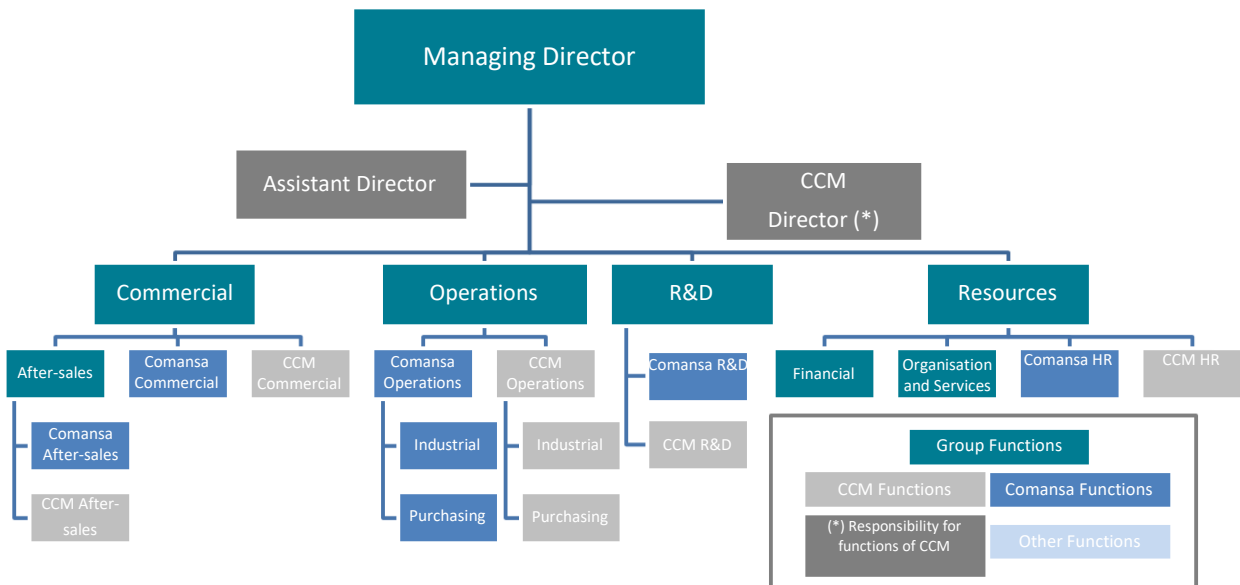 Managing Director
Assistant Director
CCM
Director (*)
Commercial
Operations
R&D
Resources
After-sales
Comansa
Commercial
CCM
Commercial
Comansa
Operations
CCM
Operations
Comansa R&D
Financial
Organisation
and Services
Comansa HR
CCM HR
Comansa
After-sales
Industrial
Industrial
CCM R&D
CCM After-
sales
Purchasing
Purchasing
Group Functions
CCM Functions
Comansa Functions
(*) Responsibility for
functions of CCM
Other Functions